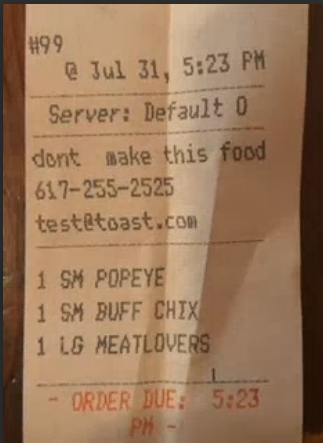 #99
@ Jul 31, 5:23 PM
Server: Default O
dont make this food
617-255-2525
test@toast.com
1 SM POPEYE
1 SM BUFF CHIX
1 LG MEATLOVERS
- ORDER DUE: 5:23
PM -